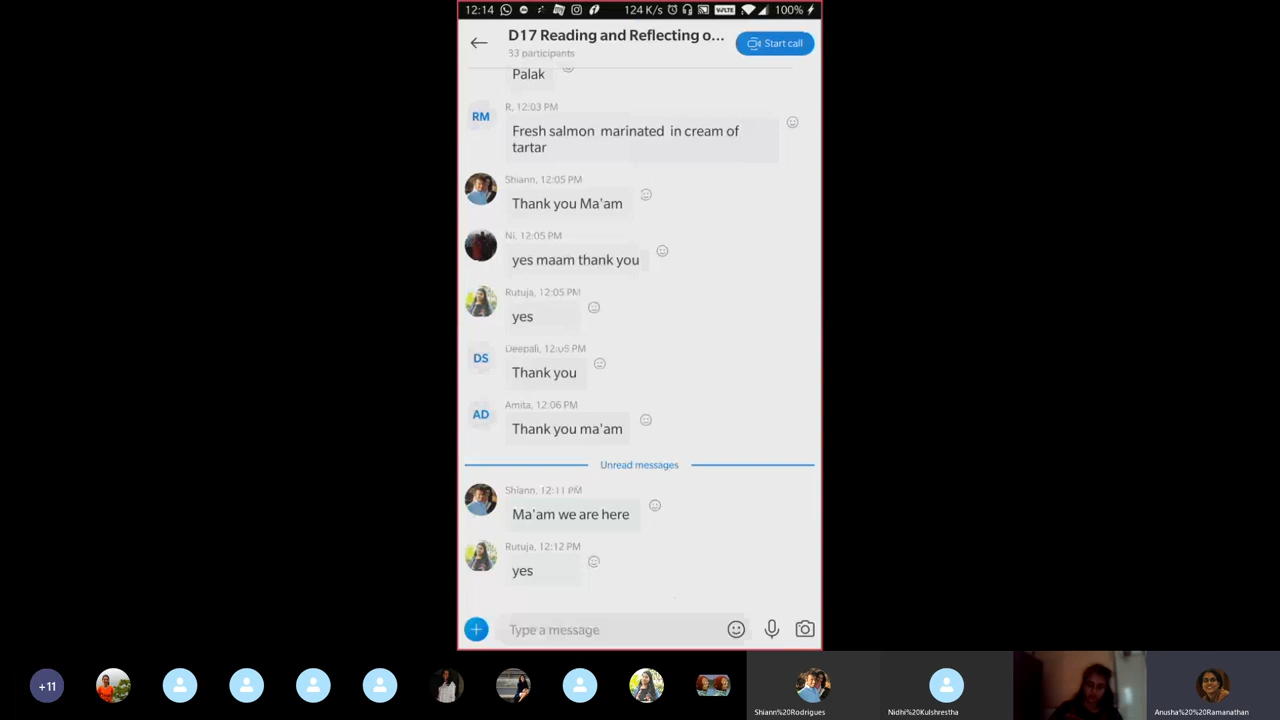 12:14
124 K/s
VoLTE
100%
D17 Reading and Reflecting o...
Start call
33 participants
Palak
RM
R, 12:03 PM
Fresh salmon marinated in cream of
tartar
Shiann, 12:05 PM
Thank you Ma'am
Ni, 12:05 PM
yes maam thank you
Rutuja, 12:05 PM
yes
DS
Deepali, 12:05 PM
Thank you
AD
Amita, 12:06 PM
Thank you ma'am
Unread messages
Shiann, 12:11 PM
Ma'am we are here
Rutuja, 12:12 PM
yes
Type a message
+11
Shiann%20Rodrigues
Nidhi%20Kulshrestha
Anusha%20%20Ramanathan